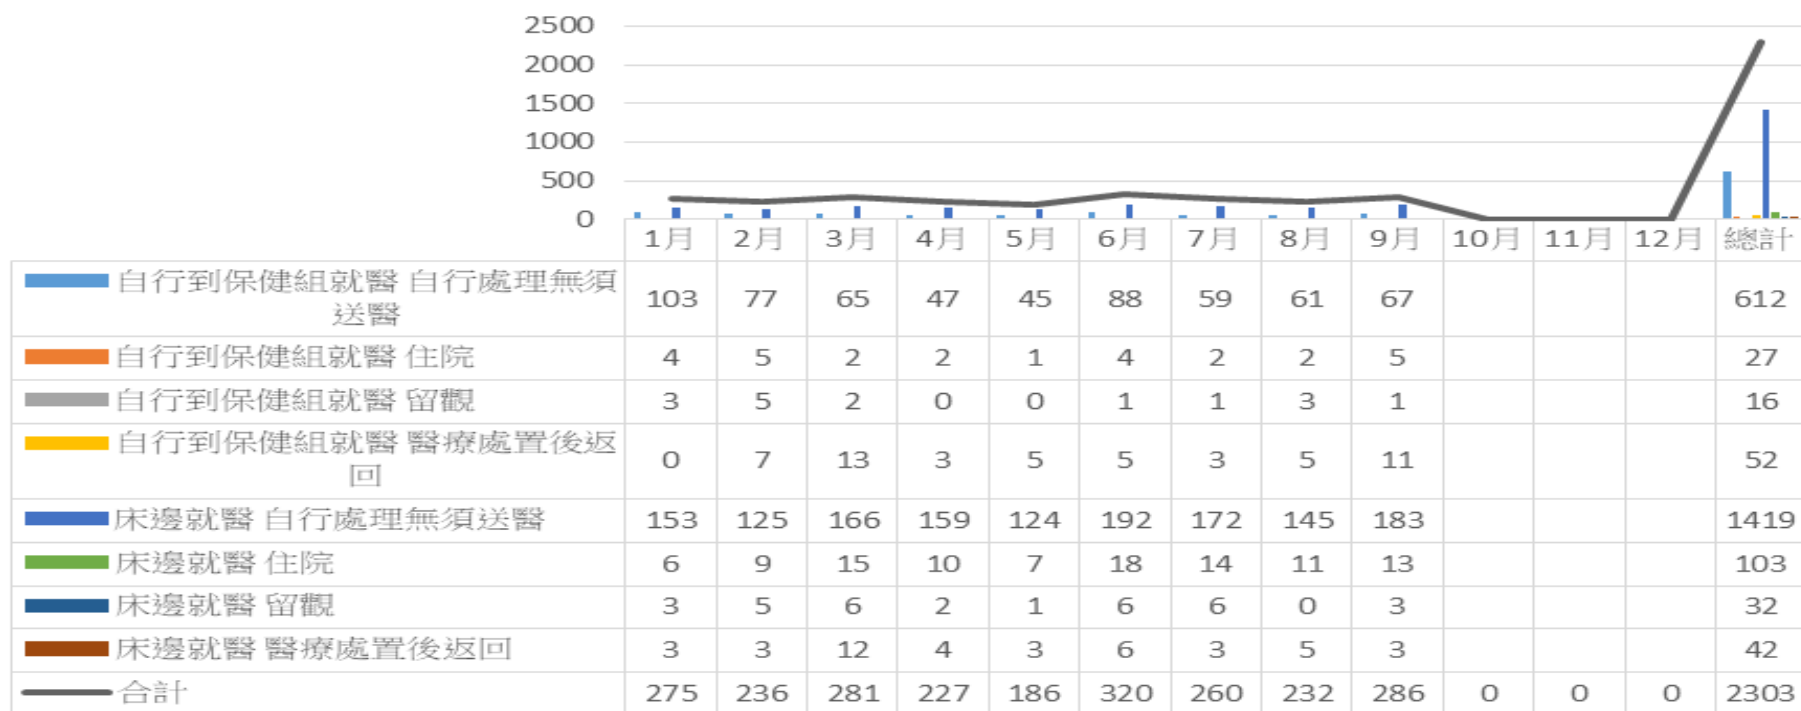 2500
2000
1500
1000
500
0
1月 2月 3月 4月 5月 6月 7月 8月 9月 10月 11月 12月 總計
自行到保健組就醫 自行處理無須
送醫 103 77 65 47 45 88 59 61 67 612
自行到保健組就醫 住院 4 5 2 2 1 4 2 2 5 27
自行到保健組就醫 留觀 3 5 2 0 0 1 1 3 1 16
自行到保健組就醫 醫療處置後返
回 0 7 13 3 5 5 3 5 11 52
床邊就醫 自行處理無須送醫 153 125 166 159 124 192 172 145 183 1419
床邊就醫 住院 6 9 15 10 7 18 14 11 13 103
床邊就醫 留觀 3 5 6 2 1 6 6 0 3 32
床邊就醫 醫療處置後返回 3 3 12 4 3 6 3 5 3 42
合計 275 236 281 227 186 320 260 232 286 0 0 0 2303